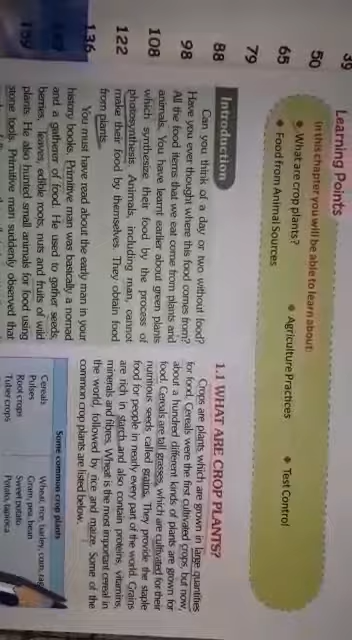 39
50
65
79
88
98
108
122
136
147
159
Learning Points
In this chapter you will be able to learn about:
What are crop plants?
Agriculture Practices
Test Control
Food from Animal Sources
Introduction
Can you think of a day or two without food?
Have you ever thought where this food comes from?
All the food items that we eat come from plants and
animals. You have learnt earlier about green plants
which synthesize their food by the process of
photosynthesis. Animals, including man, cannot
make their food by themselves. They obtain food
from plants.
You must have read about the early man in your
history books. Primitive man was basically a nomad
and a gatherer of food. He used to gather seeds,
berries, leaves, edible roots, nuts and fruits of wild
plants. He also hunted small animals for food using
stone tools. Primitive man suddenly observed that
1.1 WHAT ARE CROP PLANTS?
Crops are plants which are grown in large quantities
for food. Cereals were the first cultivated crops but now
about a hundred different kinds of plants are grown for
food. Cereals are tall grasses, which are cultivated for their
nutritious seeds called grains. They provide the staple
food for people in nearly every part of the world. Grains
are rich in starch and also contain proteins, vitamins,
minerals and fibres. Wheat is the most important cereal in
the world, followed by rice and maize. Some of the
common crop plants are listed below.
Some common crop plants
Cereals Wheat, rice, barley, corn,
Pulses Gram, pea, bean
Root crops Sweet potato
Tuber crops Potato, tapioca